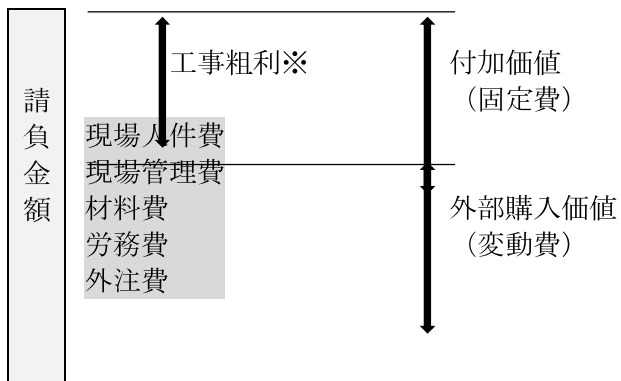 請負金額
工事粗利※
現場人件費
現場管理費
材料費
労務費
外注費
付加価値
（固定費）
外部購入価値
（変動費）